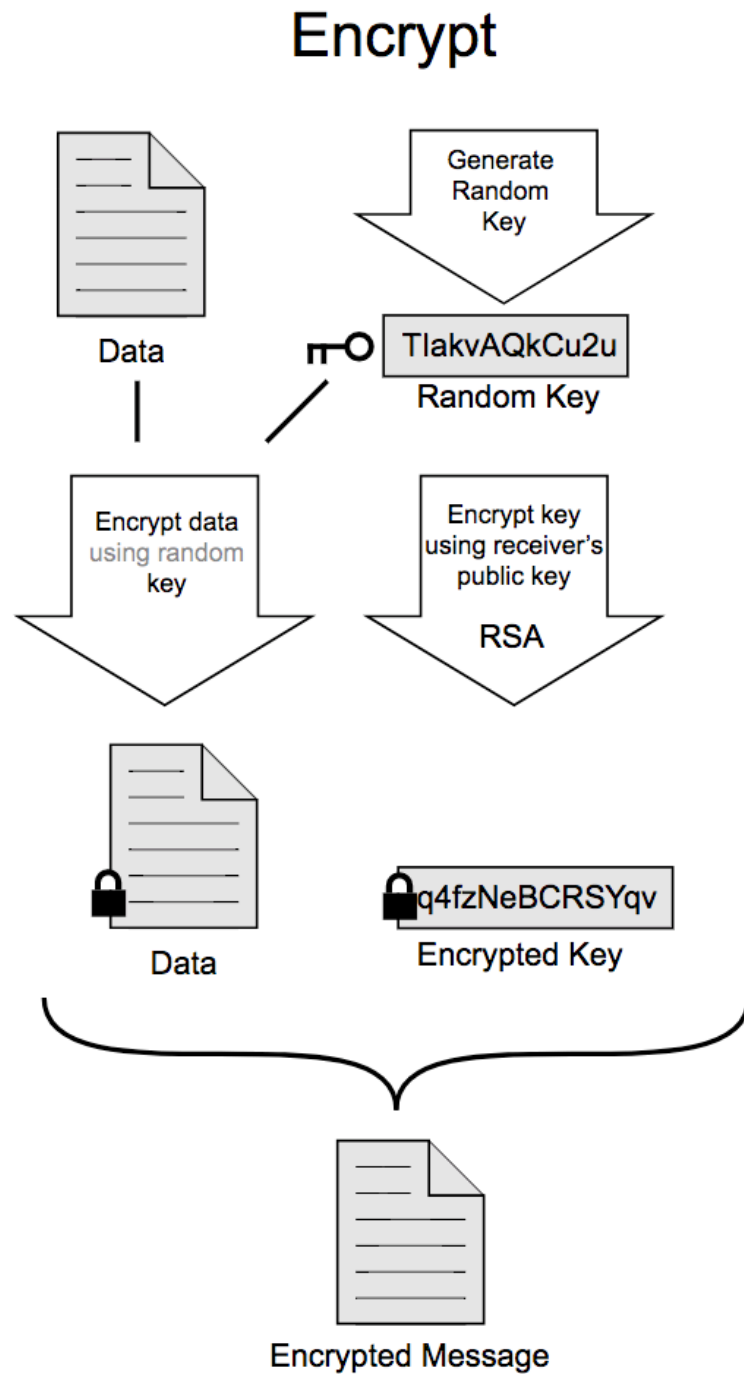 Encrypt
Generate
Random
Key
Data
TIakvAQkCu2u
Random Key
Encrypt data
using random
key
Encrypt key
using receiver's
public key
RSA
Data
q4fzNeBCRSYqv
Encrypted Key
Encrypted Message